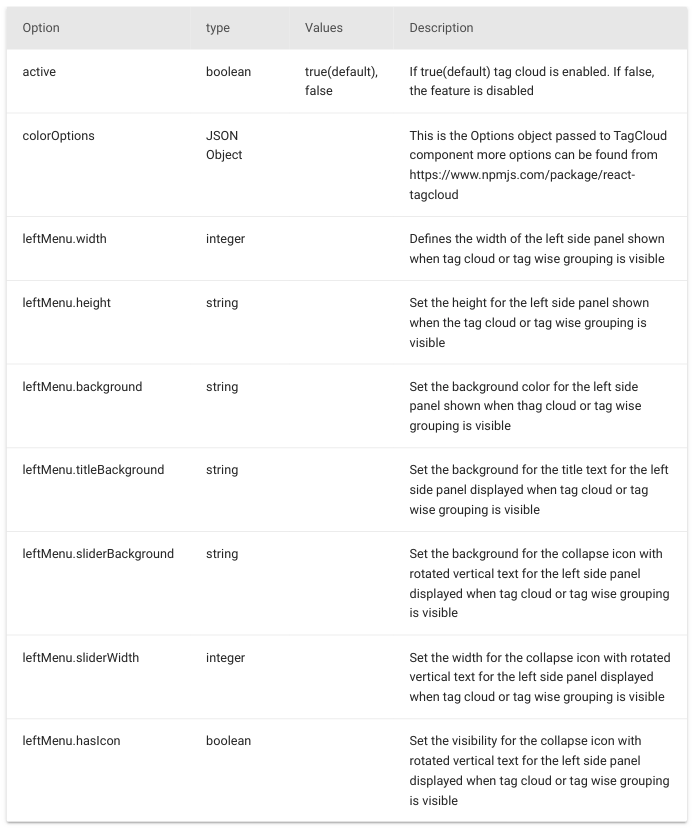 Option type Values Description
active boolean true(default), If true(default) tag cloud is enabled. If false,
false the feature is disabled
colorOptions JSON This is the Options object passed to TagCloud
Object component more options can be found from
https://www.npmjs.com/package/react-
tagcloud
leftMenu.width integer Defines the width of the left side panel shown
when tag cloud or tag wise grouping is visible
leftMenu.height string Set the height for the left side panel shown
when the tag cloud or tag wise grouping is
visible
leftMenu.background string Set the background color for the left side
panel shown when thag cloud or tag wise
grouping is visible
leftMenu.titleBackground string Set the background for the title text for the left
side panel displayed when tag cloud or tag
wise grouping is visible
leftMenu.sliderBackground string Set the background for the collapse icon with
rotated vertical text for the left side panel
displayed when tag cloud or tag wise grouping
is visible
leftMenu.sliderWidth integer Set the width for the collapse icon with rotated
vertical text for the left side panel displayed
when tag cloud or tag wise grouping is visible
leftMenu.hasIcon boolean Set the visibility for the collapse icon with
rotated vertical text for the left side panel
displayed when tag cloud or tag wise grouping
is visible